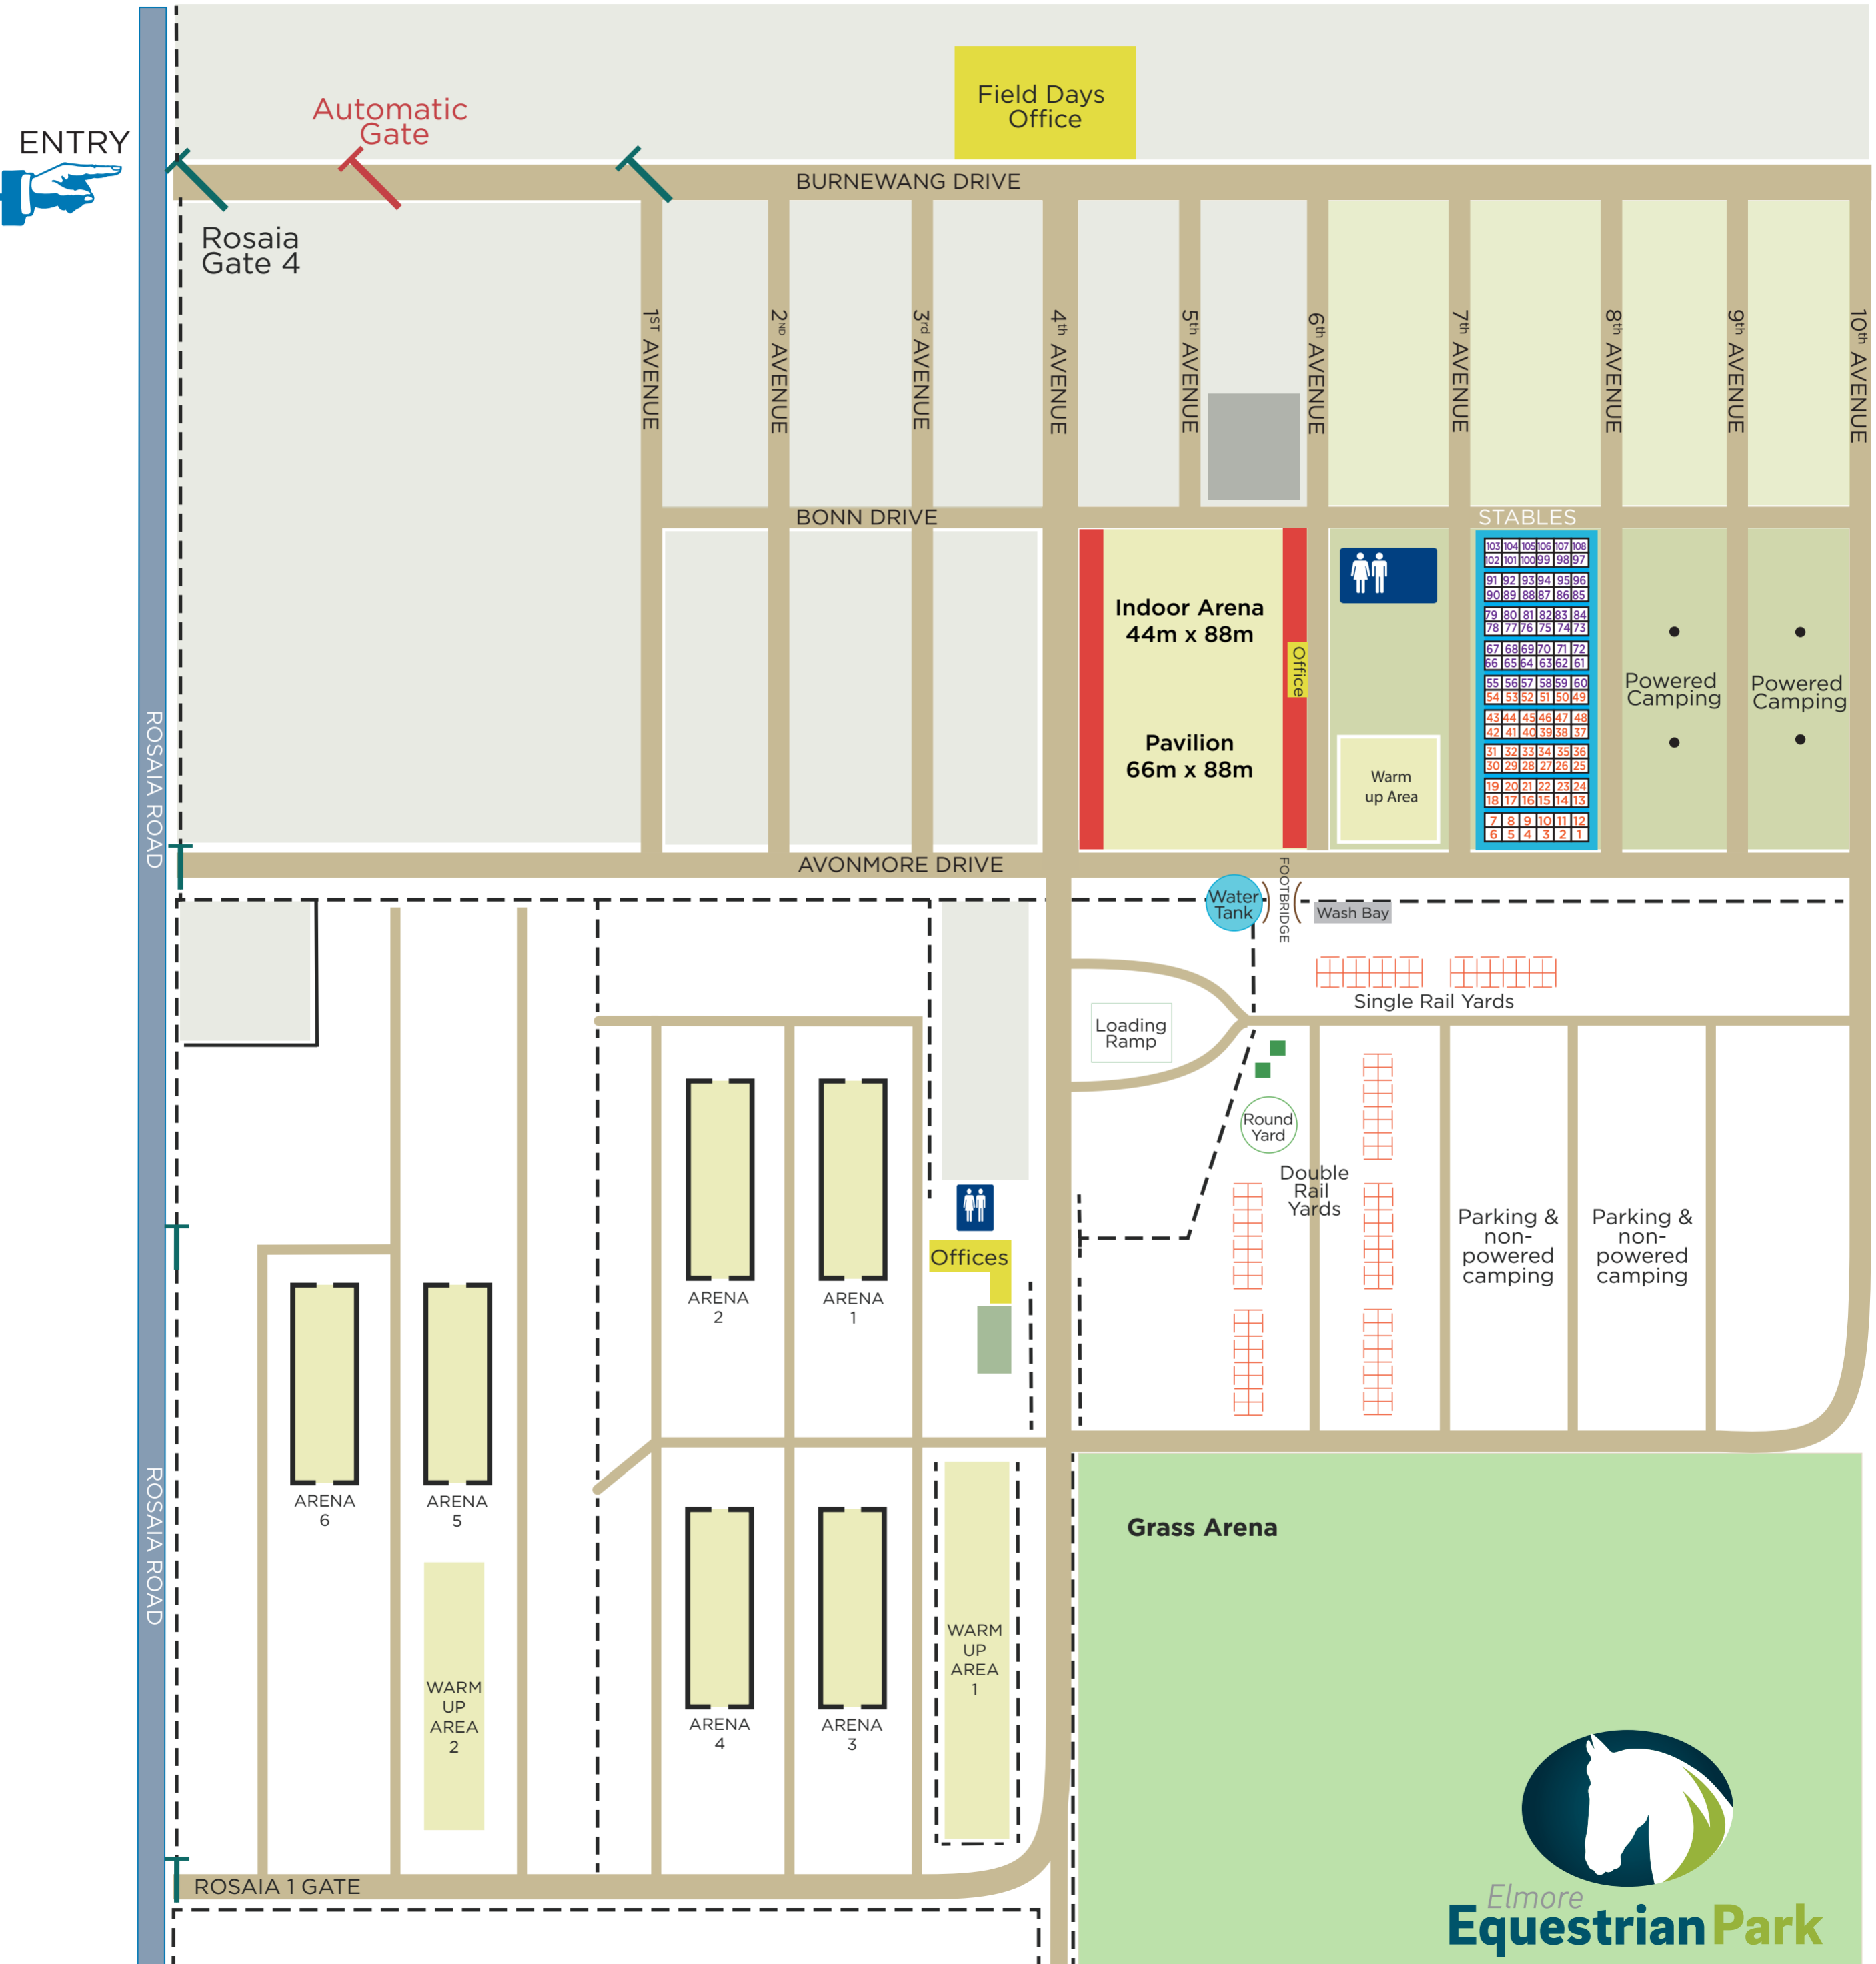 Field Days
Office
Automatic
Gate
ENTRY
BURNEWANG DRIVE
Rosaia
Gate 4
1ST AVENUE
2ND AVENUE
3rd AVENUE
4th AVENUE
5th AVENUE
6th AVENUE
7th AVENUE
8th AVENUE
9th AVENUE
10th AVENUE
BONN DRIVE
STABLES
103 104 105 106 107 108
102 101 100 99 98 97
91 92 93 94 95 96
90 89 88 87 86 85
79 80 81 82 83 84
78 77 76 75 74 73
67 68 69 70 71 72
66 65 64 63 62 61
55 56 57 58 59 60
54 53 52 51 50 49
43 44 45 46 47 48
42 41 40 39 38 37
31 32 33 34 35 36
30 29 28 27 26 25
19 20 21 22 23 24
18 17 16 15 14 13
7 8 9 10 11 12
6 5 4 3 2 1
Indoor Arena
44m x 88m
Office
Pavilion
66m x 88m
Warm
up Area
Powered
Camping
Powered
Camping
ROSAIA ROAD
AVONMORE DRIVE
Water
Tank
FOOTBRIDGE
Wash Bay
Single Rail Yards
Loading
Ramp
Round
Yard
Double
Rail
Yards
Parking &
non-
powered
camping
Parking &
non-
powered
camping
Offices
ARENA
2
ARENA
1
ARENA
6
ARENA
5
ROSAIA ROAD
Grass Arena
WARM
UP
AREA
1
WARM
UP
AREA
2
ARENA
4
ARENA
3
ROSAIA 1 GATE
Elmore
Equestrian Park